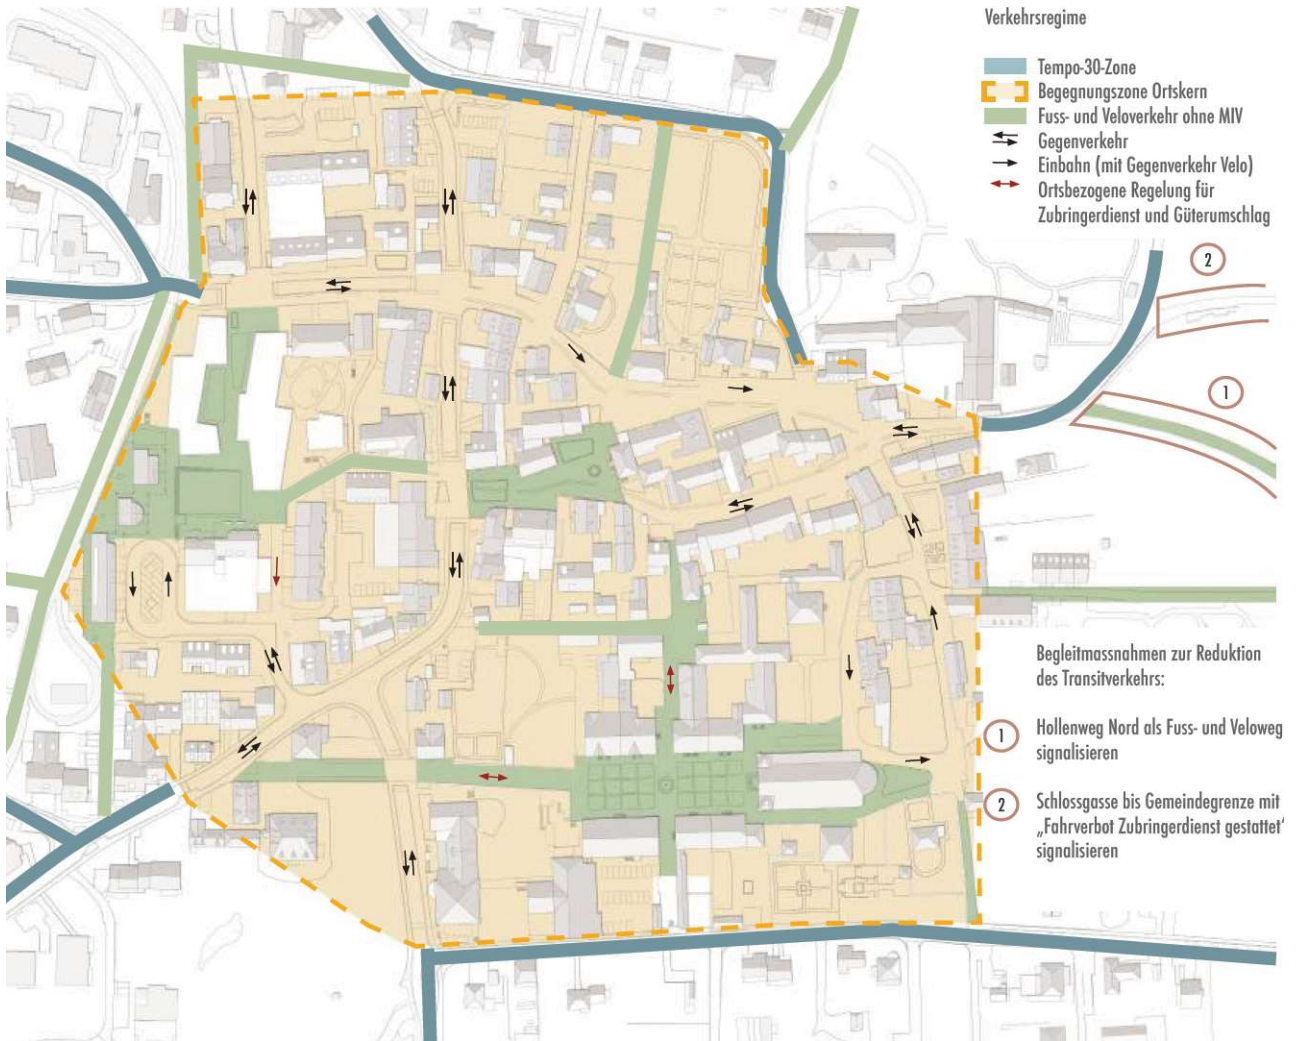 Verkehrsregime
Tempo-30-Zone
Begegnungszone Ortskern
Fuss- und Veloverkehr ohne MIV
Gegenverkehr
Einbahn (mit Gegenverkehr Velo)
Ortsbezogene Regelung für
Zubringerdienst und Güterumschlag
2
1
Begleitmassnahmen zur Reduktion
des Transitverkehrs:
1 Hollenweg Nord als Fuss- und Veloweg
signalisieren
2 Schlossgasse bis Gemeindegrenze mit
„Fahrverbot Zubringerdienst gestattet"
signalisieren